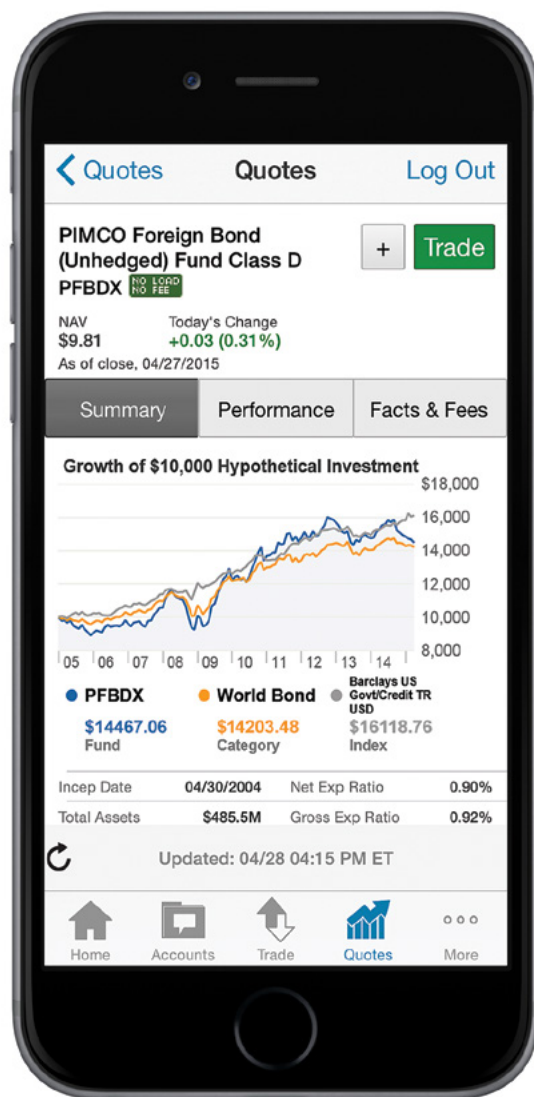 Quotes
Quotes
Log Out
PIMCO Foreign Bond
(Unhedged) Fund Class D
PFBDX NO LOAD
NO FEE
+
Trade
NAV
Today's Change
$9.81
+0.03 (0.31%)
As of close, 04/27/2015
Summary
Performance
Facts & Fees
Growth of $10,000 Hypothetical Investment
$18,000
16,000
14,000
12,000
10,000
8,000
05 06 07 08 09 10 11 12 13 14
PFBDX
World Bond
Barclays US
Govt/Credit TR
USD
$14467.06
$14203.48
$16118.76
Fund
Category
Index
Incep Date 04/30/2004 Net Exp Ratio 0.90%
Total Assets $485.5M Gross Exp Ratio 0.92%
Updated: 04/28 04:15 PM ET
Home
Accounts
Trade
Quotes
More